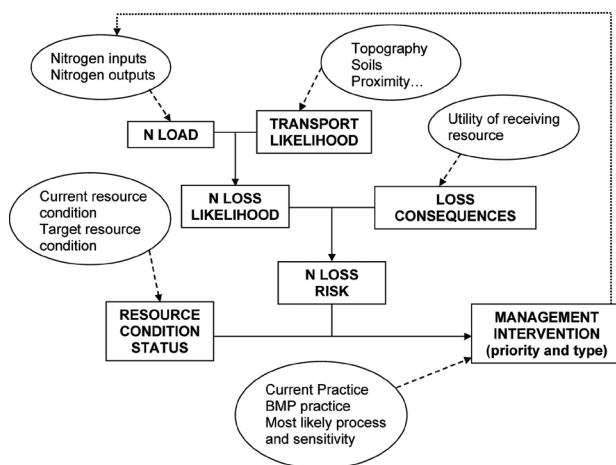 Nitrogen inputs
Nitrogen outputs
Topography
Soils
Proximity…
N LOAD
TRANSPORT
LIKELIHOOD
Utility of receiving
resource
Current resource
condition
Target resource
condition
N LOSS
LIKELIHOOD
LOSS
CONSEQUENCES
N LOSS
RISK
RESOURCE
CONDITION
STATUS
MANAGEMENT
INTERVENTION
(priority and type)
Current Practice
BMP practice
Most likely process
and sensitivity